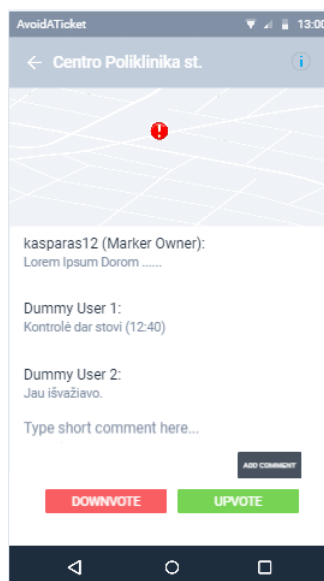 AvoidATicket
13:00
Centro Poliklinika st.
kasparas12 (Marker Owner):
Lorem Ipsum Dorom ......
Dummy User 1:
Kontrolė dar stovi (12:40)
Dummy User 2:
Jau išvažiavo.
Type short comment here...
ADD COMMENT
DOWNVOTE
UPVOTE